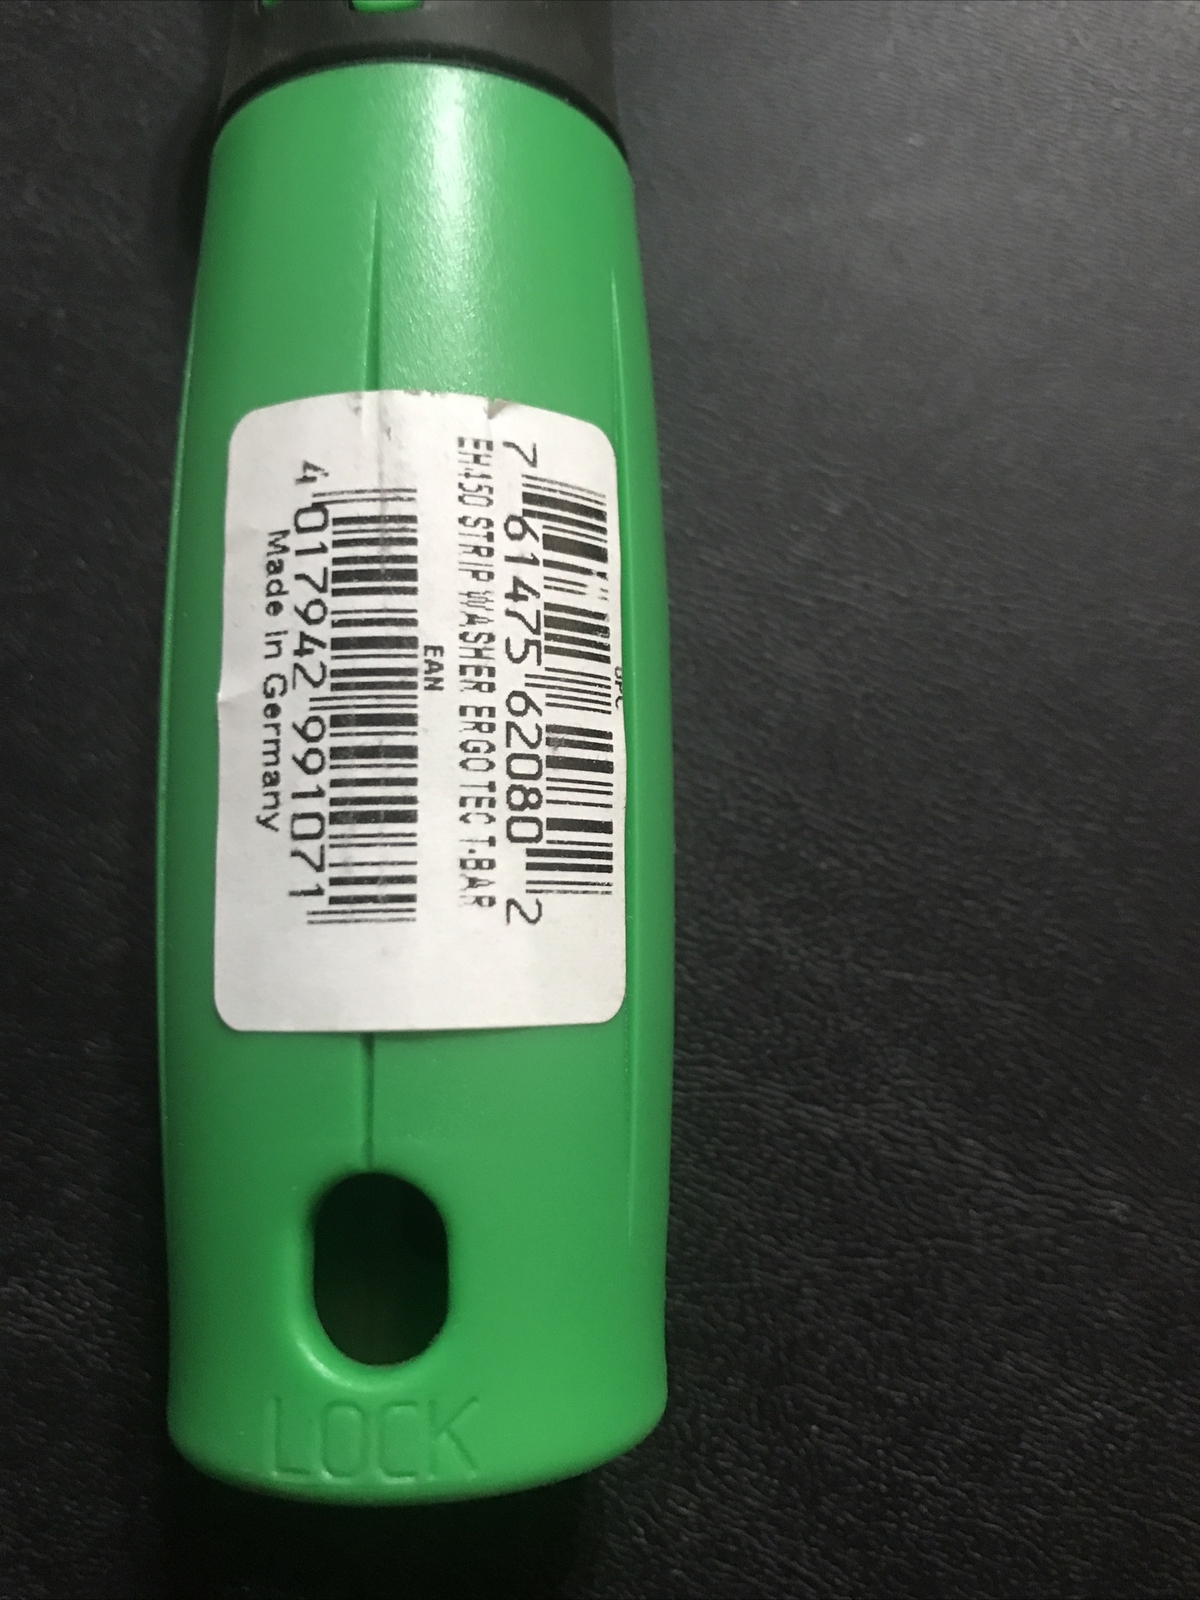 UPC
7 61475 62080 2
EH450 STRIP WASHER ERGO TEC T-BAR
EAN
4 017942 991071
Made in Germany
LOCK